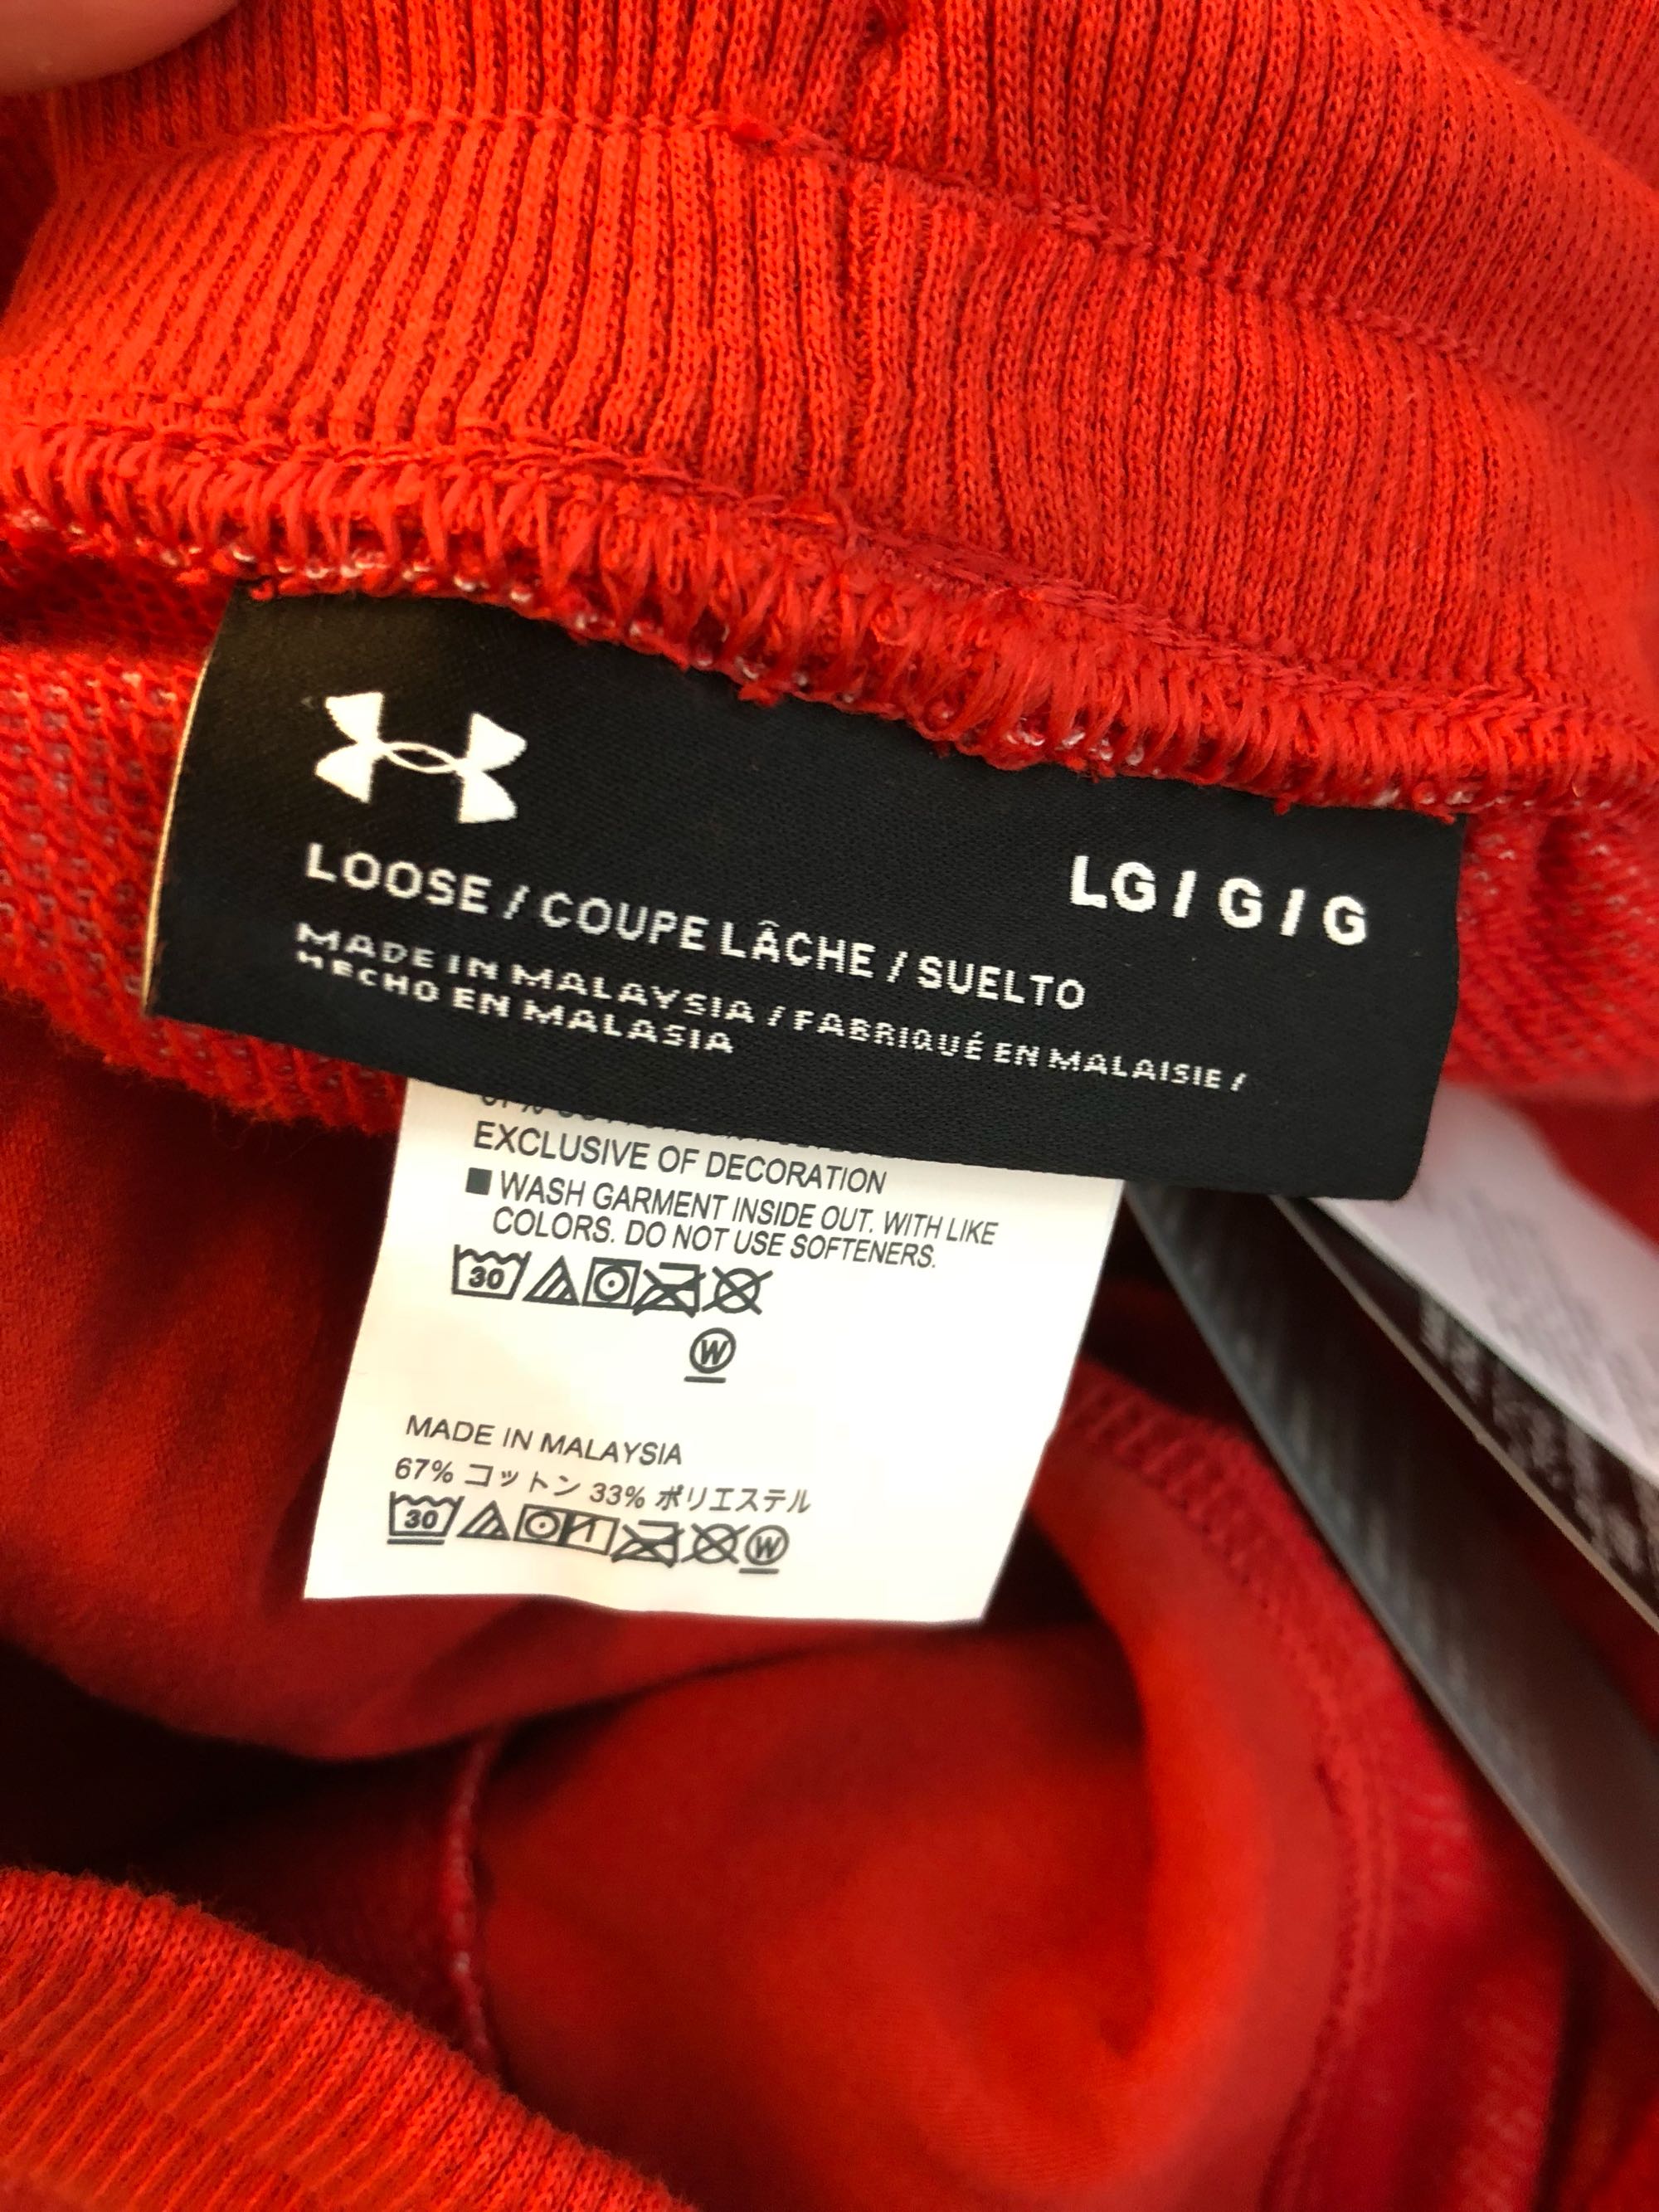 LG / G / G
LOOSE / COUPE LÂCHE / SUELTO
MADE IN MALAYSIA / FABRIQUÉ EN MALAISIE /
HECHO EN MALASIA
EXCLUSIVE OF DECORATION
■ WASH GARMENT INSIDE OUT. WITH LIKE
COLORS. DO NOT USE SOFTENERS.
30
W
MADE IN MALAYSIA
67% コットン 33% ポリエステル
30 W